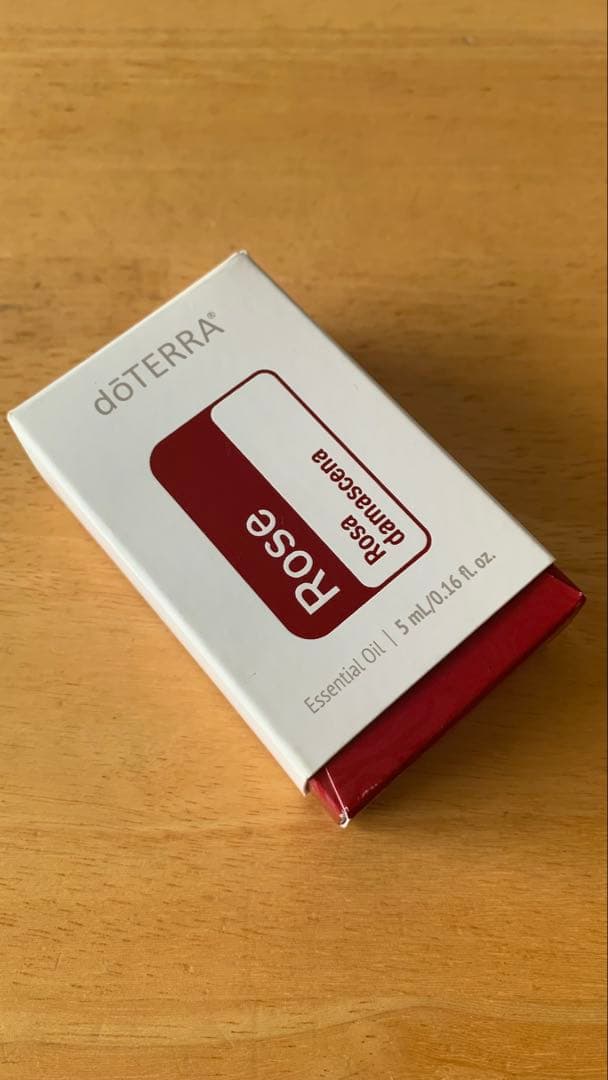 dōTERRA®
Rose
Rosa
damascena
Essential Oil | 5 mL/0.16 fl. oz.